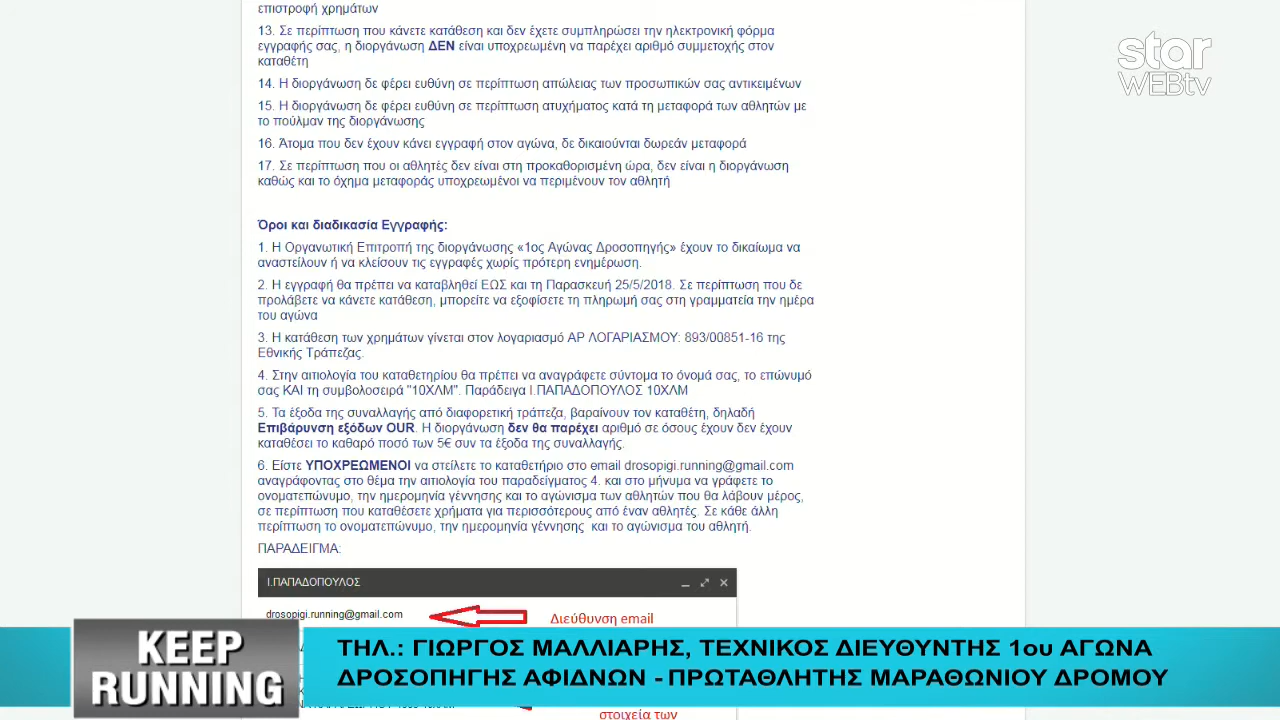 επιστροφή χρημάτων
13. Σε περίπτωση που κάνετε κατάθεση και δεν έχετε συμπληρώσει την ηλεκτρονική φόρμα
εγγραφής σας, η διοργάνωση ΔΕΝ είναι υποχρεωμένη να παρέχει αριθμό συμμετοχής στον
καταθέτη
14. Η διοργάνωση δε φέρει ευθύνη σε περίπτωση απώλειας των προσωπικών σας αντικειμένων
15. Η διοργάνωση δε φέρει ευθύνη σε περίπτωση ατυχήματος κατά τη μεταφορά των αθλητών με
το πούλμαν της διοργάνωσης
16. Άτομα που δεν έχουν κάνει εγγραφή στον αγώνα, δε δικαιούνται δωρεάν μεταφορά
17. Σε περίπτωση που οι αθλητές δεν είναι στη προκαθορισμένη ώρα, δεν είναι η διοργάνωση
καθώς και το όχημα μεταφοράς υποχρεωμένοι να περιμένουν τον αθλητή
Όροι και διαδικασία Εγγραφής:
1. Η Οργανωτική Επιτροπή της διοργάνωσης «1ος Αγώνας Δροσοπηγής» έχουν το δικαίωμα να
αναστείλουν ή να κλείσουν τις εγγραφές χωρίς πρότερη ενημέρωση.
2. Η εγγραφή θα πρέπει να καταβληθεί ΕΩΣ και τη Παρασκευή 25/5/2018. Σε περίπτωση που δε
προλάβετε να κάνετε κατάθεση, μπορείτε να εξοφίσετε τη πληρωμή σας στη γραμματεία την ημέρα
του αγώνα
3. Η κατάθεση των χρημάτων γίνεται στον λογαριασμό ΑΡ ΛΟΓΑΡΙΑΣΜΟΥ: 893/00851-16 της
Εθνικής Τράπεζας.
4. Στην αιτιολογία του καταθετηρίου θα πρέπει να αναγράφετε σύντομα το όνομά σας, το επώνυμό
σας ΚΑΙ τη συμβολοσειρά "10ΧΛΜ". Παράδειγα Ι.ΠΑΠΑΔΟΠΟΥΛΟΣ 10ΧΛΜ
5. Τα έξοδα της συναλλαγής από διαφορετική τράπεζα, βαραίνουν τον καταθέτη, δηλαδή
Επιβάρυνση εξόδων OUR. Η διοργάνωση δεν θα παρέχει αριθμό σε όσους έχουν δεν έχουν
καταθέσει το καθαρό ποσό των 5€ συν τα έξοδα της συναλλαγής.
6. Είστε ΥΠΟΧΡΕΩΜΕΝΟΙ να στείλετε το καταθετήριο στο email drosopigi.running@gmail.com
αναγράφοντας στο θέμα την αιτιολογία του παραδείγματος 4. και στο μήνυμα να γράφετε το
ονοματεπώνυμο, την ημερομηνία γέννησης και το αγώνισμα των αθλητών που θα λάβουν μέρος,
σε περίπτωση που καταθέσετε χρήματα για περισσότερους από έναν αθλητές. Σε κάθε άλλη
περίπτωση το ονοματεπώνυμο, την ημερομηνία γέννησης και το αγώνισμα του αθλητή.
ΠΑΡΑΔΕΙΓΜΑ:
Ι.ΠΑΠΑΔΟΠΟΥΛΟΣ
drosopigi.running@gmail.com
Διεύθυνση email
στοιχεία των
star
WEBtv
KEEP
RUNNING
ΤΗΛ.: ΓΙΩΡΓΟΣ ΜΑΛΛΙΑΡΗΣ, ΤΕΧΝΙΚΟΣ ΔΙΕΥΘΥΝΤΗΣ 1ου ΑΓΩΝΑ
ΔΡΟΣΟΠΗΓΗΣ ΑΦΙΔΝΩΝ - ΠΡΩΤΑΘΛΗΤΗΣ ΜΑΡΑΘΩΝΙΟΥ ΔΡΟΜΟΥ